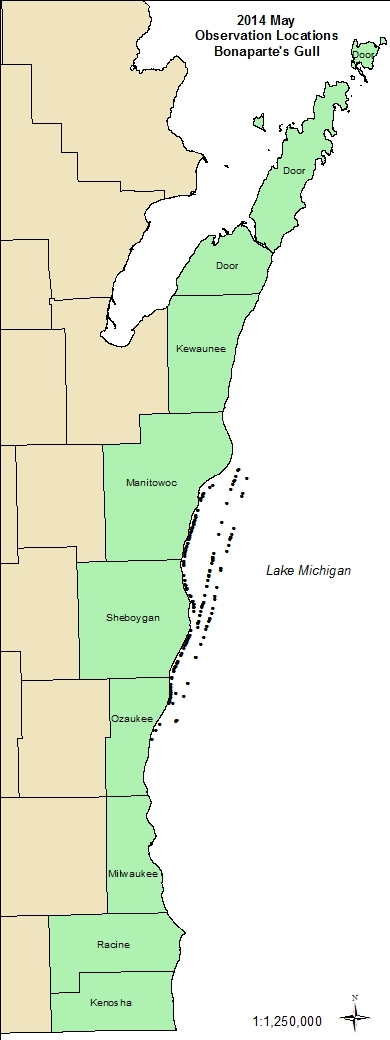 2014 May
Observation Locations
Bonaparte's Gull
Door
Door
Door
Kewaunee
Manitowoc
Lake Michigan
Sheboygan
Ozaukee
Milwaukee
Racine
Kenosha
N
1:1,250,000